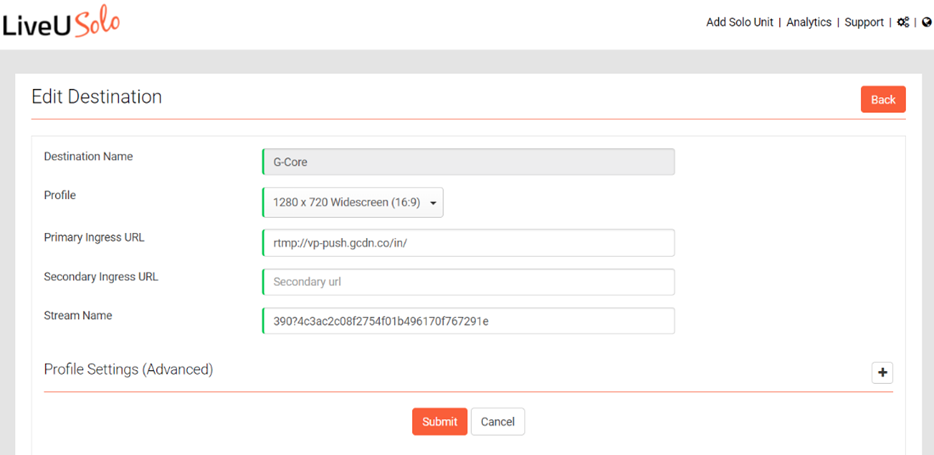 LiveU Solo
Add Solo Unit | Analytics | Support | |
Edit Destination
Back
Destination Name
G-Core
Profile
1280 x 720 Widescreen (16:9)
Primary Ingress URL
rtmp://vp-push.gcdn.co/in/
Secondary Ingress URL
Secondary url
Stream Name
390?4c3ac2c08f2754f01b496170f767291e
Profile Settings (Advanced)
+
Submit
Cancel